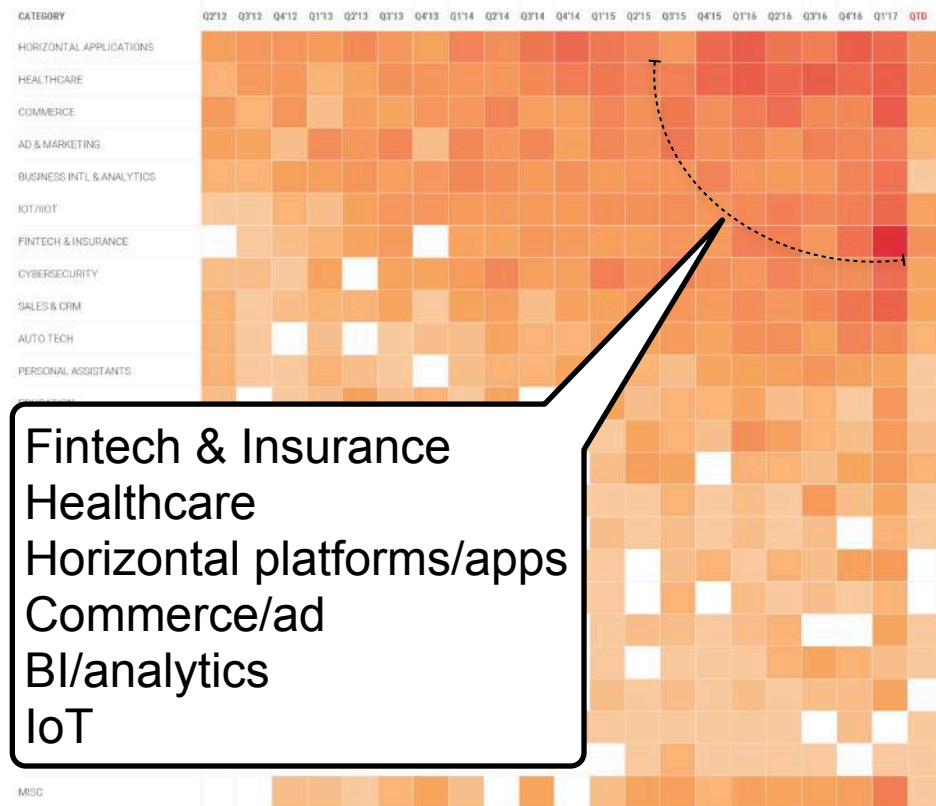 CATEGORY Q2'12 Q3'12 Q4'12 Q1'13 Q2'13 Q3'13 Q4'13 Q1'14 Q2'14 Q3'14 Q4'14 Q1'15 Q2'15 Q3'15 Q4'15 Q1'16 Q2'16 Q3'16 Q4'16 Q1'17 QTD
HORIZONTAL APPLICATIONS
HEALTHCARE
COMMERCE
AD & MARKETING
BUSINESS INTL & ANALYTICS
IOT/IIOT
FINTECH & INSURANCE
CYBERSECURITY
SALES & CRM
AUTO TECH
PERSONAL ASSISTANTS
Fintech & Insurance
Healthcare
Horizontal platforms/apps
Commerce/ad
BI/analytics
IoT
MISC